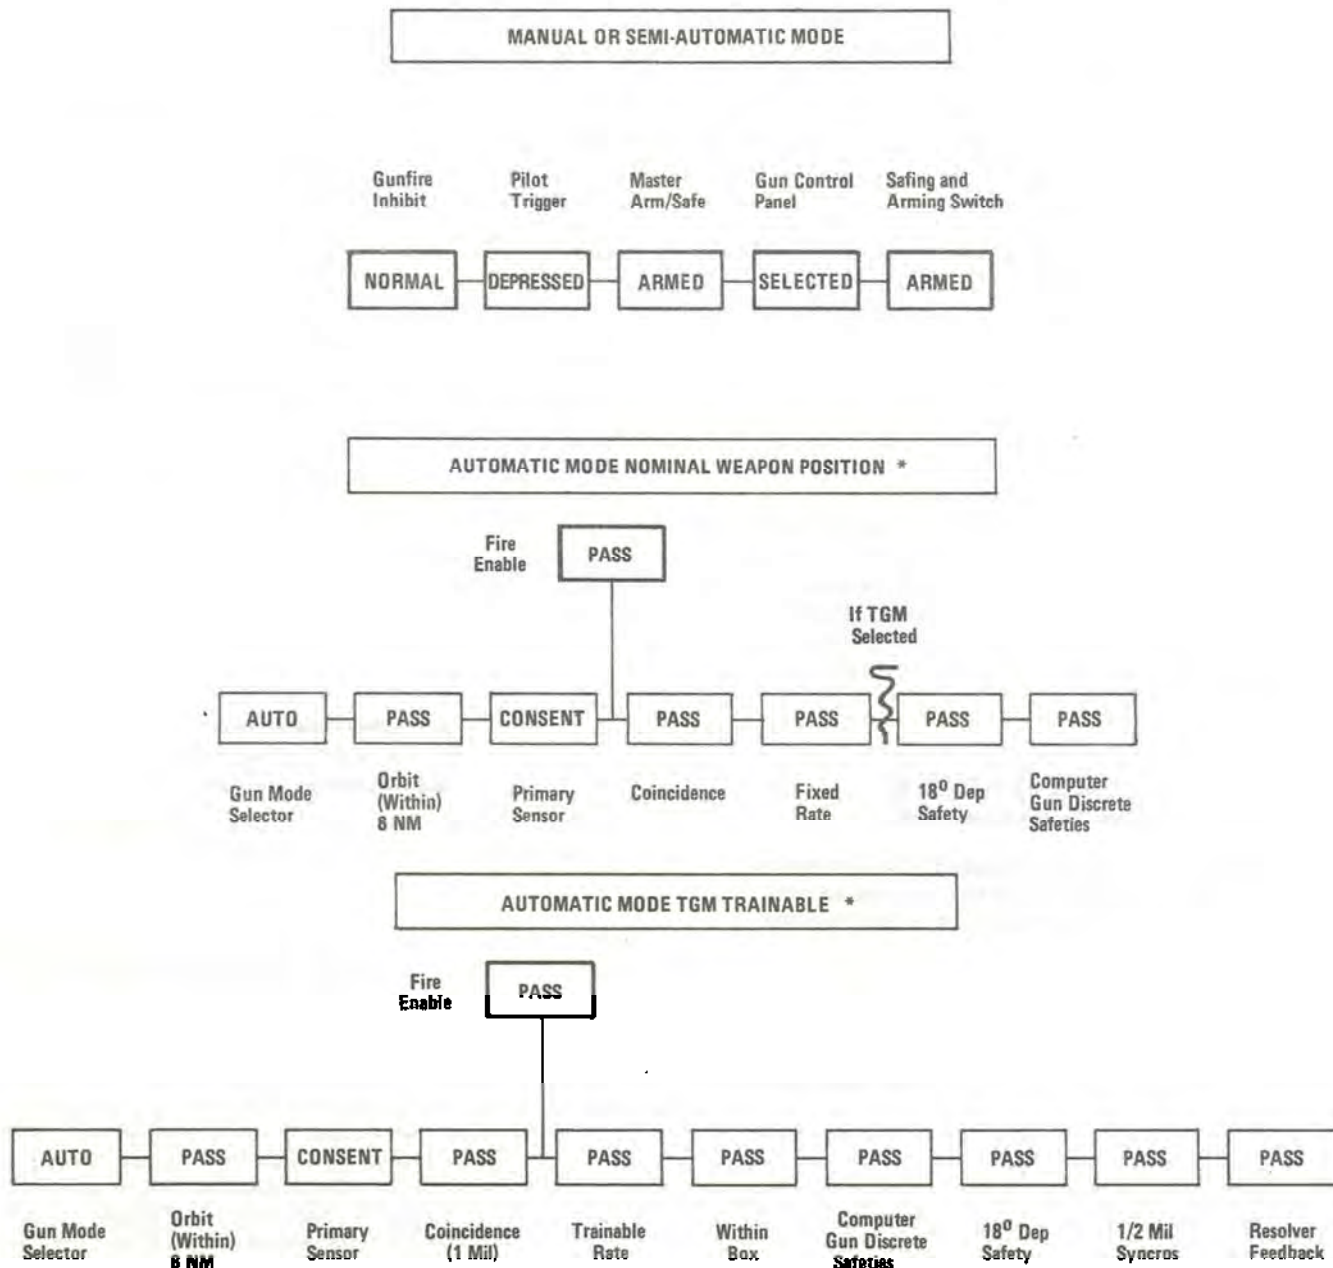 MANUAL OR SEMI-AUTOMATIC MODE
Gunfire Inhibit
Pilot Trigger
Master Arm/Safe
Gun Control Panel
Safing and Arming Switch
NORMAL
DEPRESSED
ARMED
SELECTED
ARMED
AUTOMATIC MODE NOMINAL WEAPON POSITION *
Fire Enable
PASS
If TGM Selected
AUTO
PASS
CONSENT
PASS
PASS
PASS
PASS
Gun Mode Selector
Orbit (Within) 8 NM
Primary Sensor
Coincidence
Fixed Rate
18⁰ Dep Safety
Computer Gun Discrete Safeties
AUTOMATIC MODE TGM TRAINABLE *
Fire Enable
PASS
AUTO
PASS
CONSENT
PASS
PASS
PASS
PASS
PASS
PASS
PASS
Gun Mode Selector
Orbit (Within) 8 NM
Primary Sensor
Coincidence (1 Mil)
Trainable Rate
Within Box
Computer Gun Discrete Safeties
18⁰ Dep Safety
1/2 Mil Syncros
Resolver Feedback